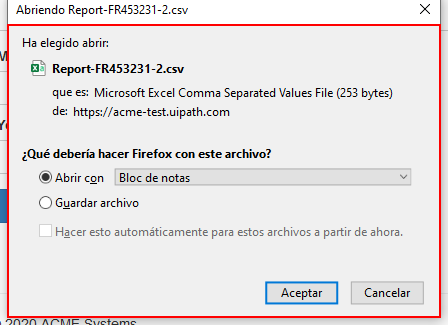 Abriendo Report-FR453231-2.csv
Ha elegido abrir:
Report-FR453231-2.csv
que es: Microsoft Excel Comma Separated Values File (253 bytes)
de: https://acme-test.uipath.com
¿Qué debería hacer Firefox con este archivo?
Abrir con Bloc de notas
Guardar archivo
Hacer esto automáticamente para estos archivos a partir de ahora.
Aceptar Cancelar
2020 ACME Systems